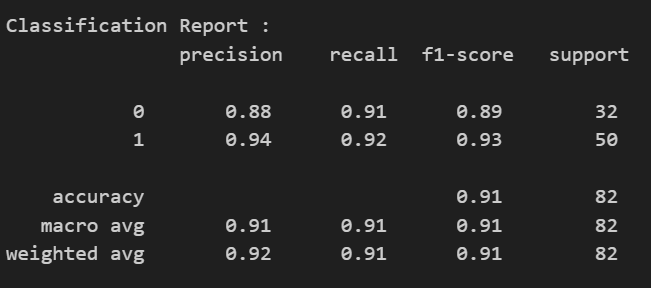 Classification Report :
precision recall f1-score support
0 0.88 0.91 0.89 32
1 0.94 0.92 0.93 50
accuracy 0.91 82
macro avg 0.91 0.91 0.91 82
weighted avg 0.92 0.91 0.91 82